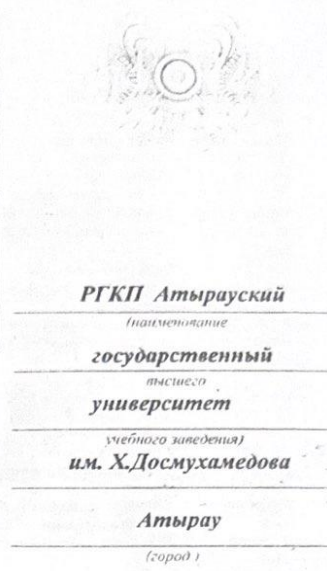 РГКП Атырауский
(наименование
государственный
высшего
университет
учебного заведения)
им. Х.Досмухамедова
Атырау
(город)